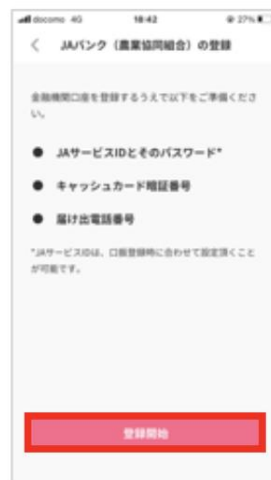 docomo 4G 18:42 @ 27%
< JAバンク（農業協同組合）の登録
金融機関口座を登録するうえで以下をご準備くださ
い。
● JAサービスIDとそのパスワード*
● キャッシュカード暗証番号
● 届け出電話番号
*JAサービスIDは、口振登録時に合わせて設定頂くこと
が可能です。
登録開始